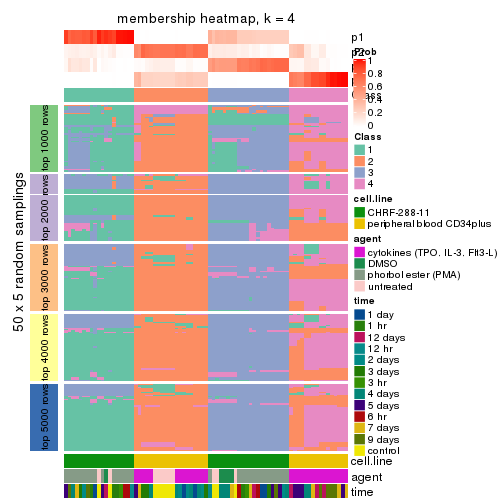 membership heatmap, k = 4
p1
Prob
1
0.8
0.6
0.4
0.2
0
Class
1
2
3
4
cell.line
CHRF-288-11
peripheral blood CD34plus
agent
cytokines (TPO. IL-3. Flt3-L)
DMSO
phorbol ester (PMA)
untreated
time
1 day
1 hr
12 days
12 hr
2 days
3 days
3 hr
4 days
5 days
6 hr
7 days
9 days
control
50 x 5 random samplings
top 1000 rows
top 2000 rows
top 3000 rows
top 4000 rows
top 5000 rows
cell.line
agent
time